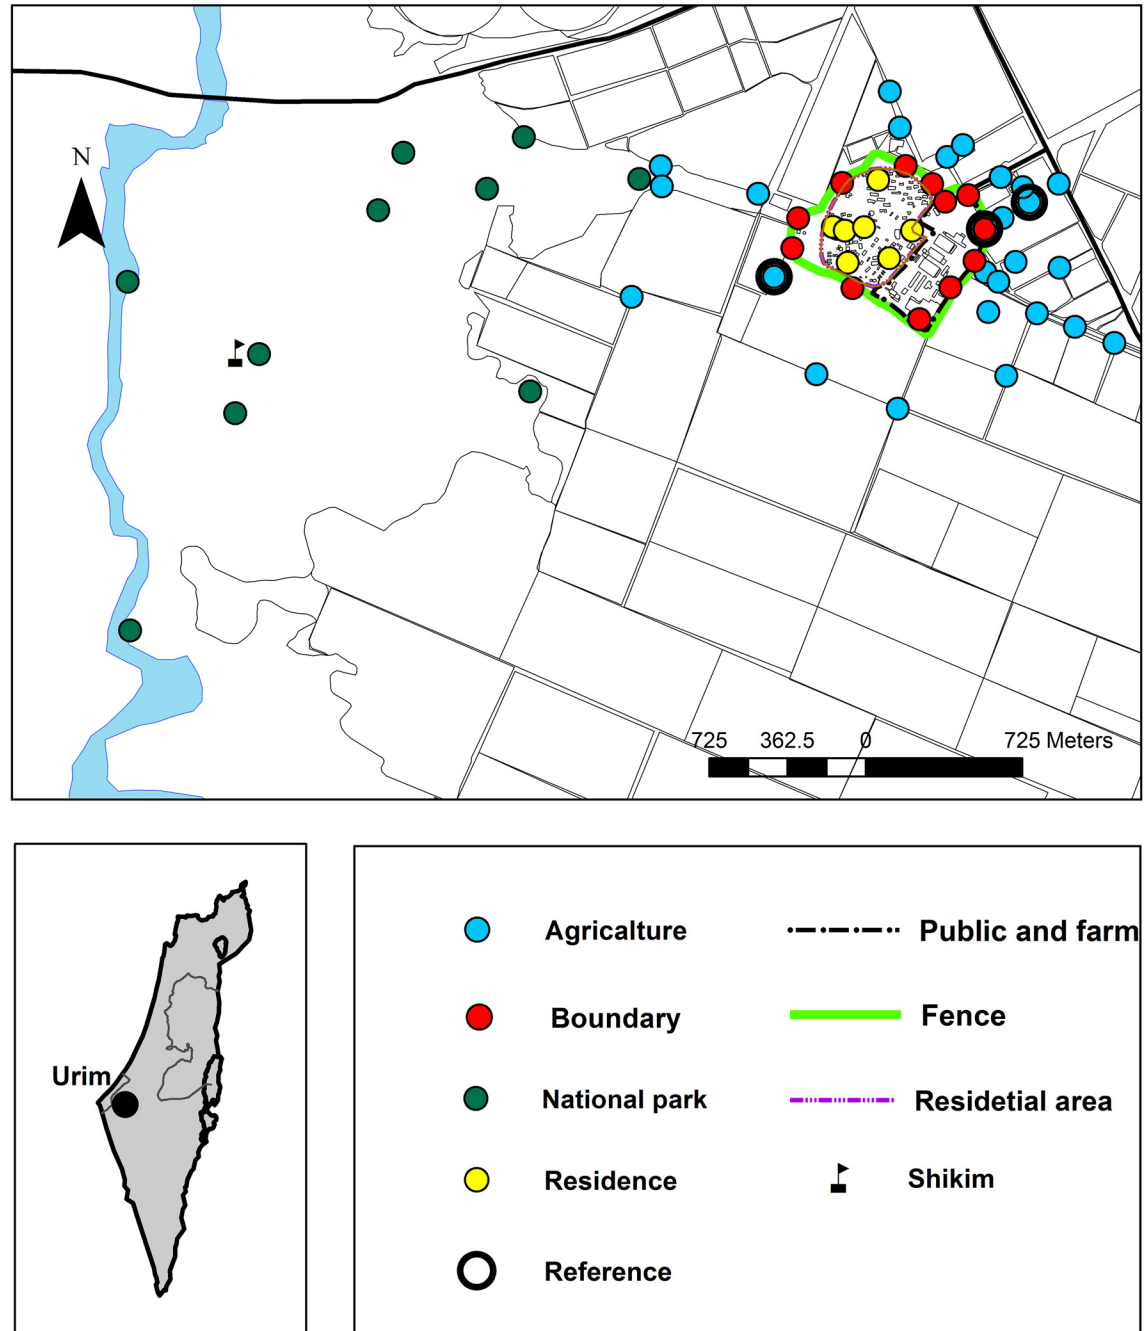 N
725 362.5 0 725 Meters
Urim
Agricalture
Boundary
National park
Residence
Reference
Public and farm
Fence
Residetial area
Shikim